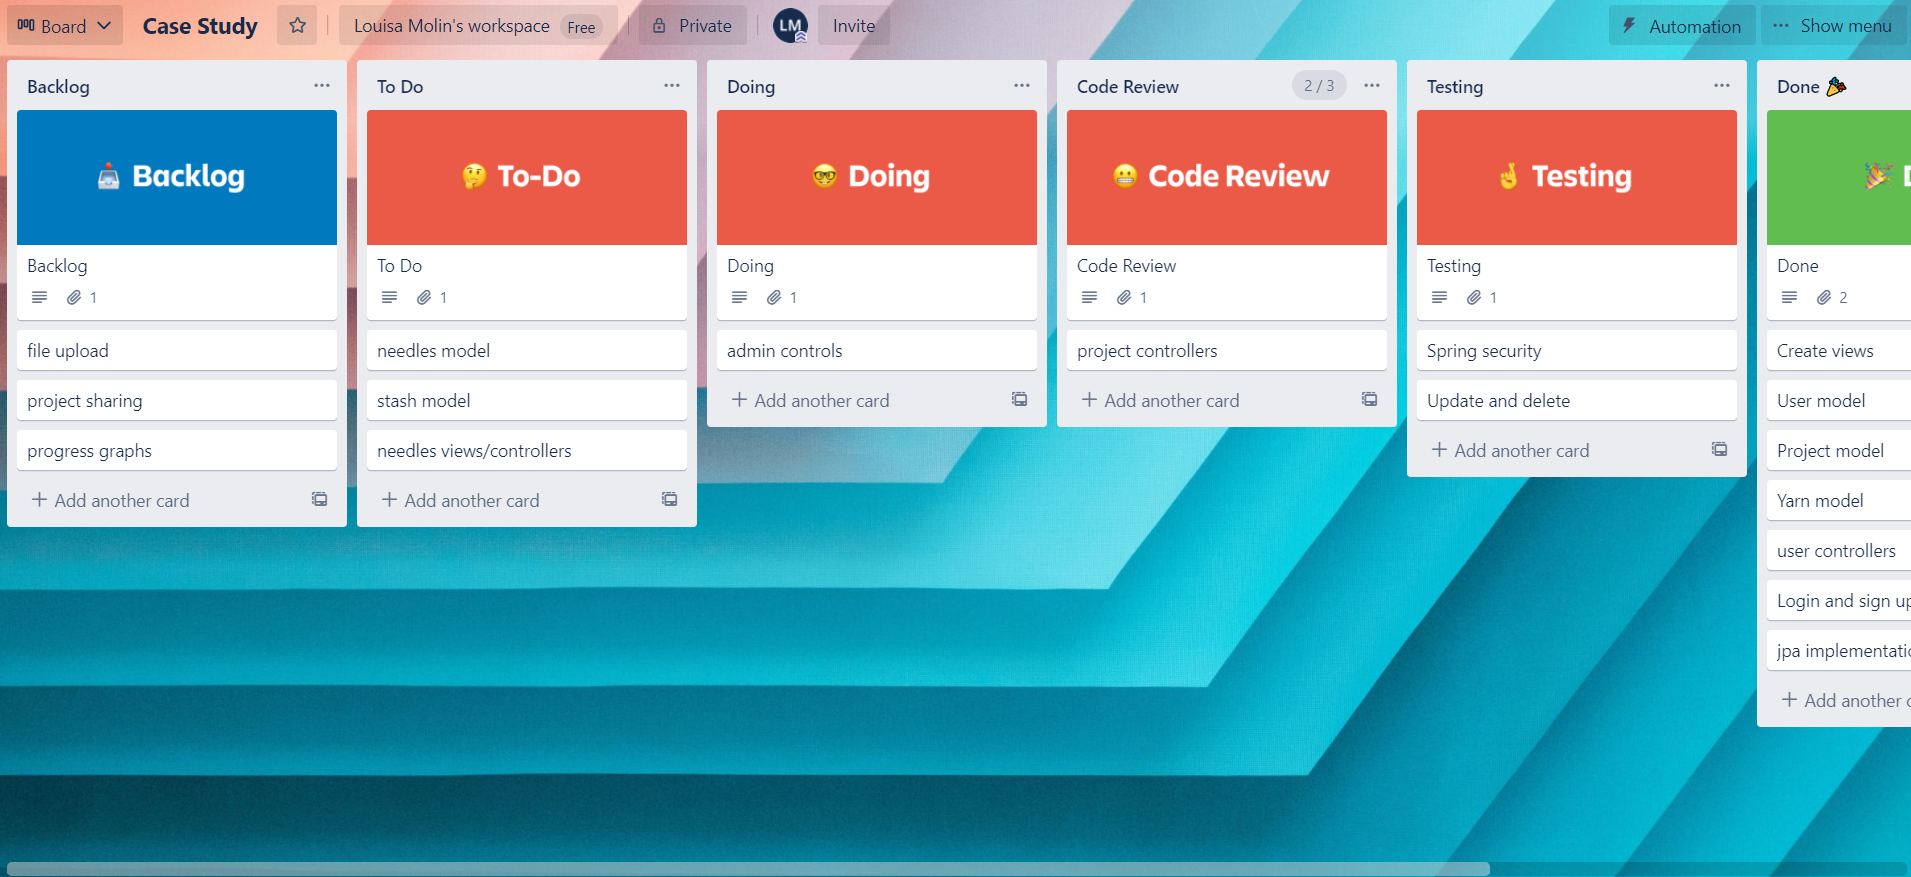 Board
Case Study
Louisa Molin's workspace Free
Private
LM
Invite
Automation
Show menu
Backlog
Backlog
Backlog
1
file upload
project sharing
progress graphs
Add another card
To Do
To-Do
To Do
1
needles model
stash model
needles views/controllers
Add another card
Doing
Doing
Doing
1
admin controls
Add another card
Code Review
2 / 3
Code Review
Code Review
1
project controllers
Add another card
Testing
Testing
Testing
1
Spring security
Update and delete
Add another card
Done
Done
2
Create views
User model
Project model
Yarn model
user controllers
Login and sign up
jpa
Add another